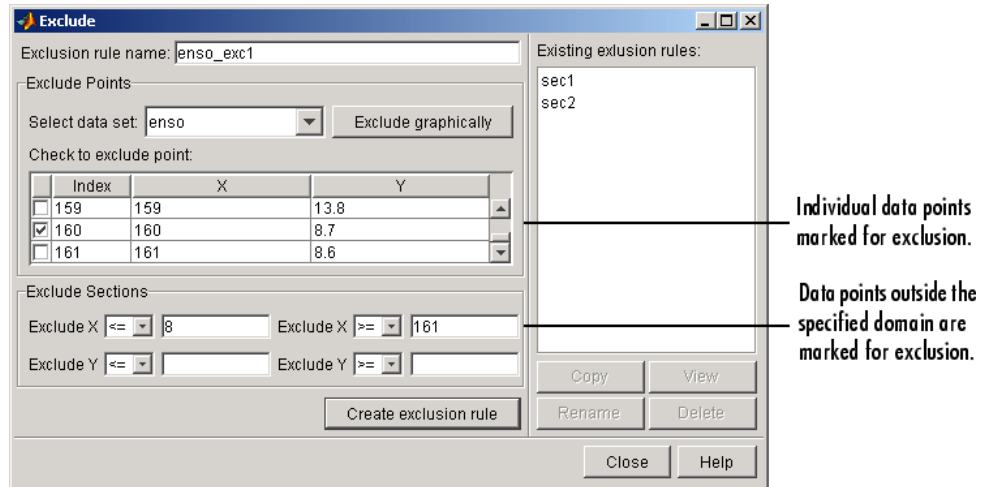 Exclude
Exclusion rule name: enso_exc1
Exclude Points
Select data set: enso
Exclude graphically
Check to exclude point:
Index X Y
159 159 13.8
160 160 8.7
161 161 8.6
Exclude Sections
Exclude X <= 8 Exclude X >= 161
Exclude Y <= Exclude Y >=
Create exclusion rule
Existing exlusion rules:
sec1
sec2
Copy View
Rename Delete
Close Help
Individual data points
marked for exclusion.
Data points outside the
specified domain are
marked for exclusion.